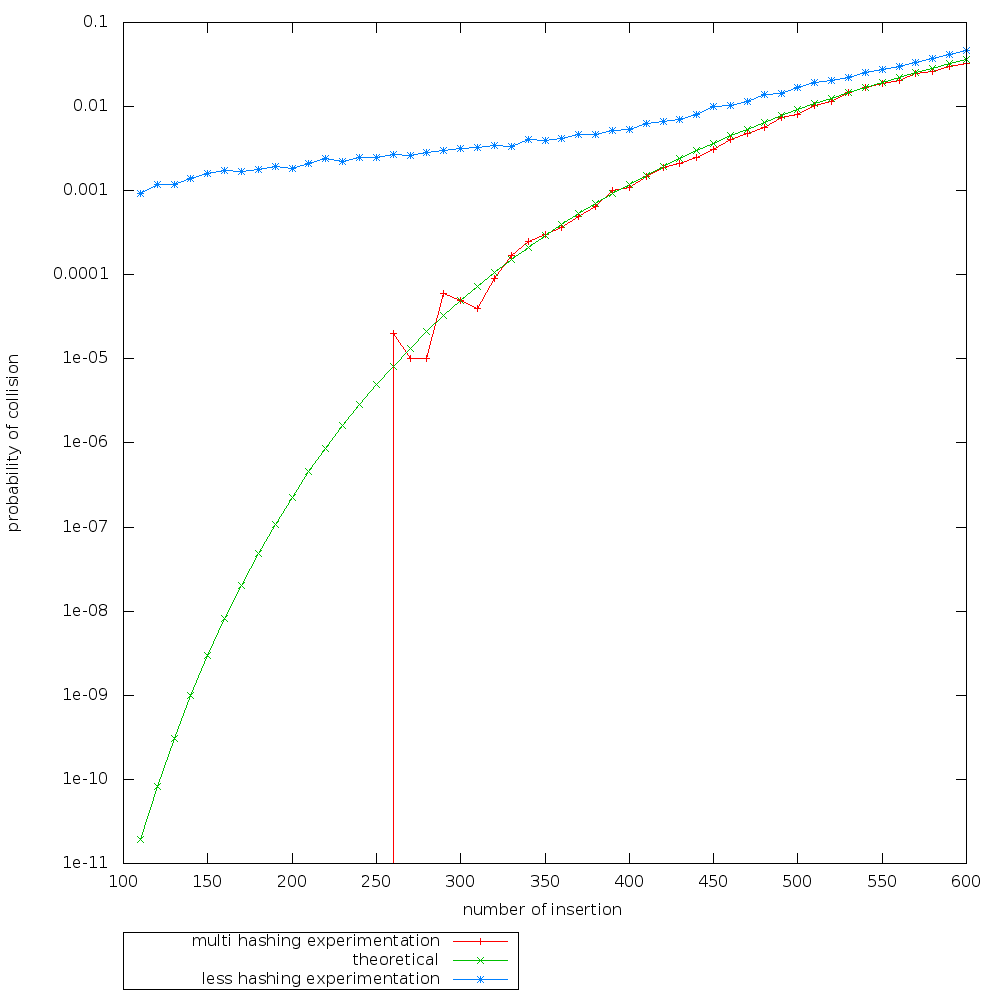 0.1
0.01
0.001
0.0001
1e-05
1e-06
1e-07
1e-08
1e-09
1e-10
1e-11
probability of collision
100 150 200 250 300 350 400 450 500 550 600
number of insertion
multi hashing experimentation
theoretical
less hashing experimentation